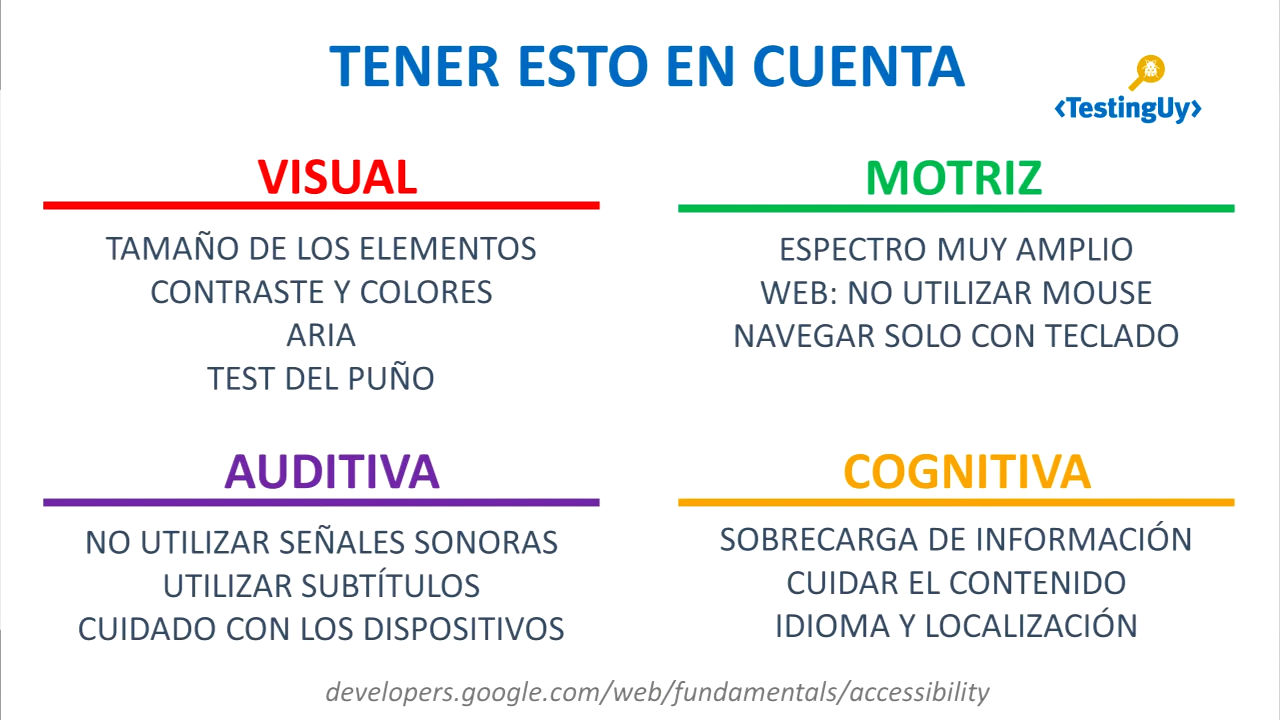 TENER ESTO EN CUENTA
<TestingUy>
VISUAL
TAMAÑO DE LOS ELEMENTOS
CONTRASTE Y COLORES
ARIA
TEST DEL PUÑO
MOTRIZ
ESPECTRO MUY AMPLIO
WEB: NO UTILIZAR MOUSE
NAVEGAR SOLO CON TECLADO
AUDITIVA
NO UTILIZAR SEÑALES SONORAS
UTILIZAR SUBTÍTULOS
CUIDADO CON LOS DISPOSITIVOS
COGNITIVA
SOBRECARGA DE INFORMACIÓN
CUIDAR EL CONTENIDO
IDIOMA Y LOCALIZACIÓN
developers.google.com/web/fundamentals/accessibility